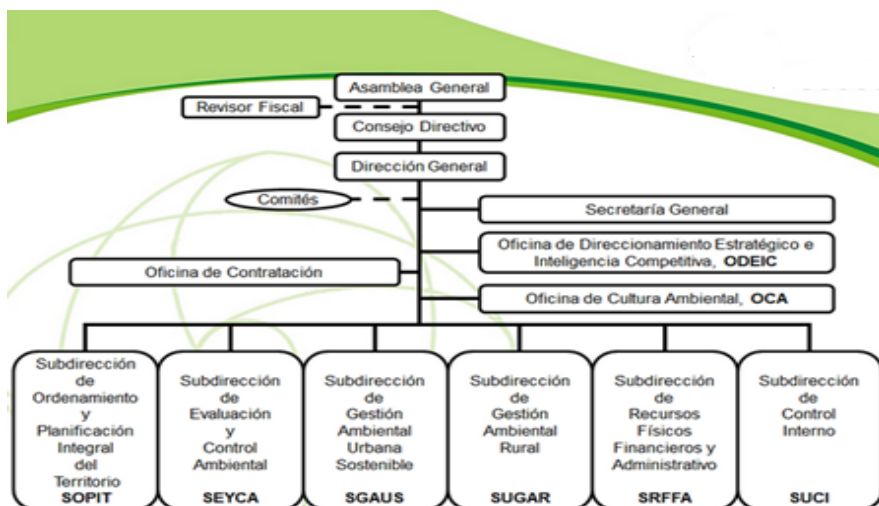 Asamblea General
Revisor Fiscal
Consejo Directivo
Dirección General
Comités
Secretaría General
Oficina de Direccionamiento Estratégico e
Inteligencia Competitiva, ODEIC
Oficina de Contratación
Oficina de Cultura Ambiental, OCA
Subdirección
de
Ordenamiento
y
Planificación
Integral
del
Territorio
SOPIT
Subdirección
de
Evaluación
y
Control
Ambiental
SEYCA
Subdirección
de
Gestión
Ambiental
Urbana
Sostenible
SGAUS
Subdirección
de
Gestión
Ambiental
Rural
SUGAR
Subdirección
de
Recursos
Físicos
Financieros y
Administrativo
SRFFA
Subdirección
de
Control
Interno
SUCI